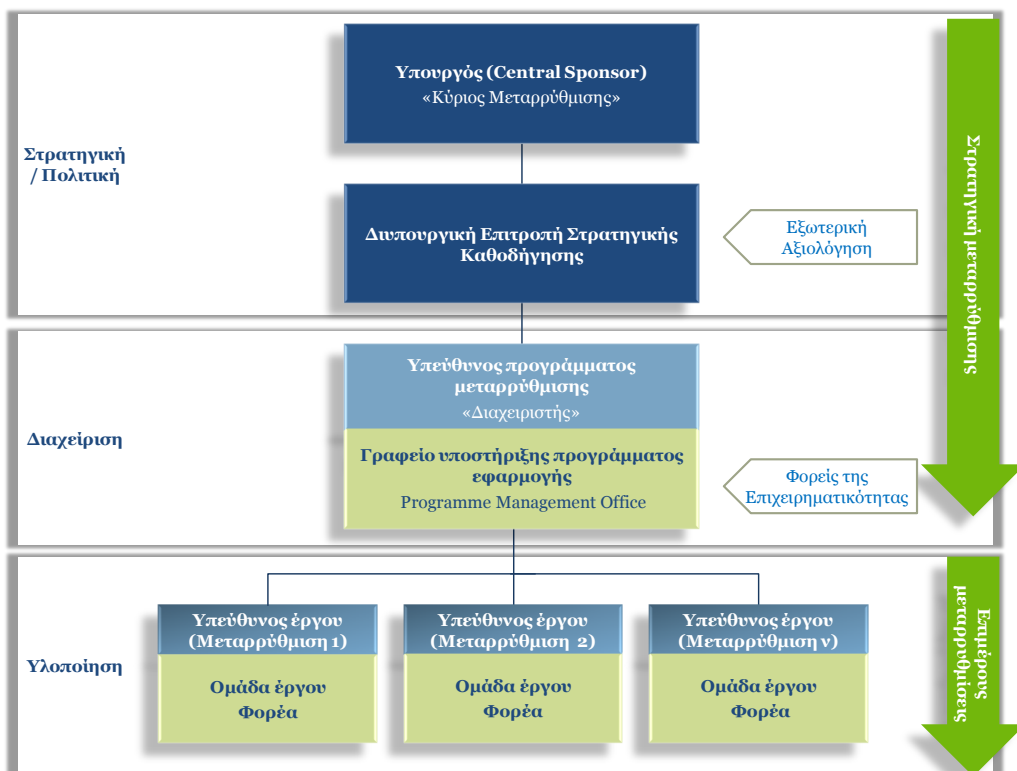 Υπουργός (Central Sponsor)
«Κύριος Μεταρρύθμισης»
Στρατηγική
/ Πολιτική
Διυπουργική Επιτροπή Στρατηγικής
Καθοδήγησης
Εξωτερική
Αξιολόγηση
Στρατηγική μεταρρύθμισης
Υπεύθυνος προγράμματος
μεταρρύθμισης
«Διαχειριστής»
Διαχείριση
Γραφείο υποστήριξης προγράμματος
εφαρμογής
Programme Management Office
Φορείς της
Επιχειρηματικότητας
Υπεύθυνος έργου
(Μεταρρύθμιση 1)
Υπεύθυνος έργου
(Μεταρρύθμιση  2)
Υπεύθυνος έργου
(Μεταρρύθμιση ν)
Υλοποίηση
Ομάδα έργου
Φορέα
Ομάδα έργου
Φορέα
Ομάδα έργου
Φορέα
Επιμέρους
μεταρρυθμίσεις